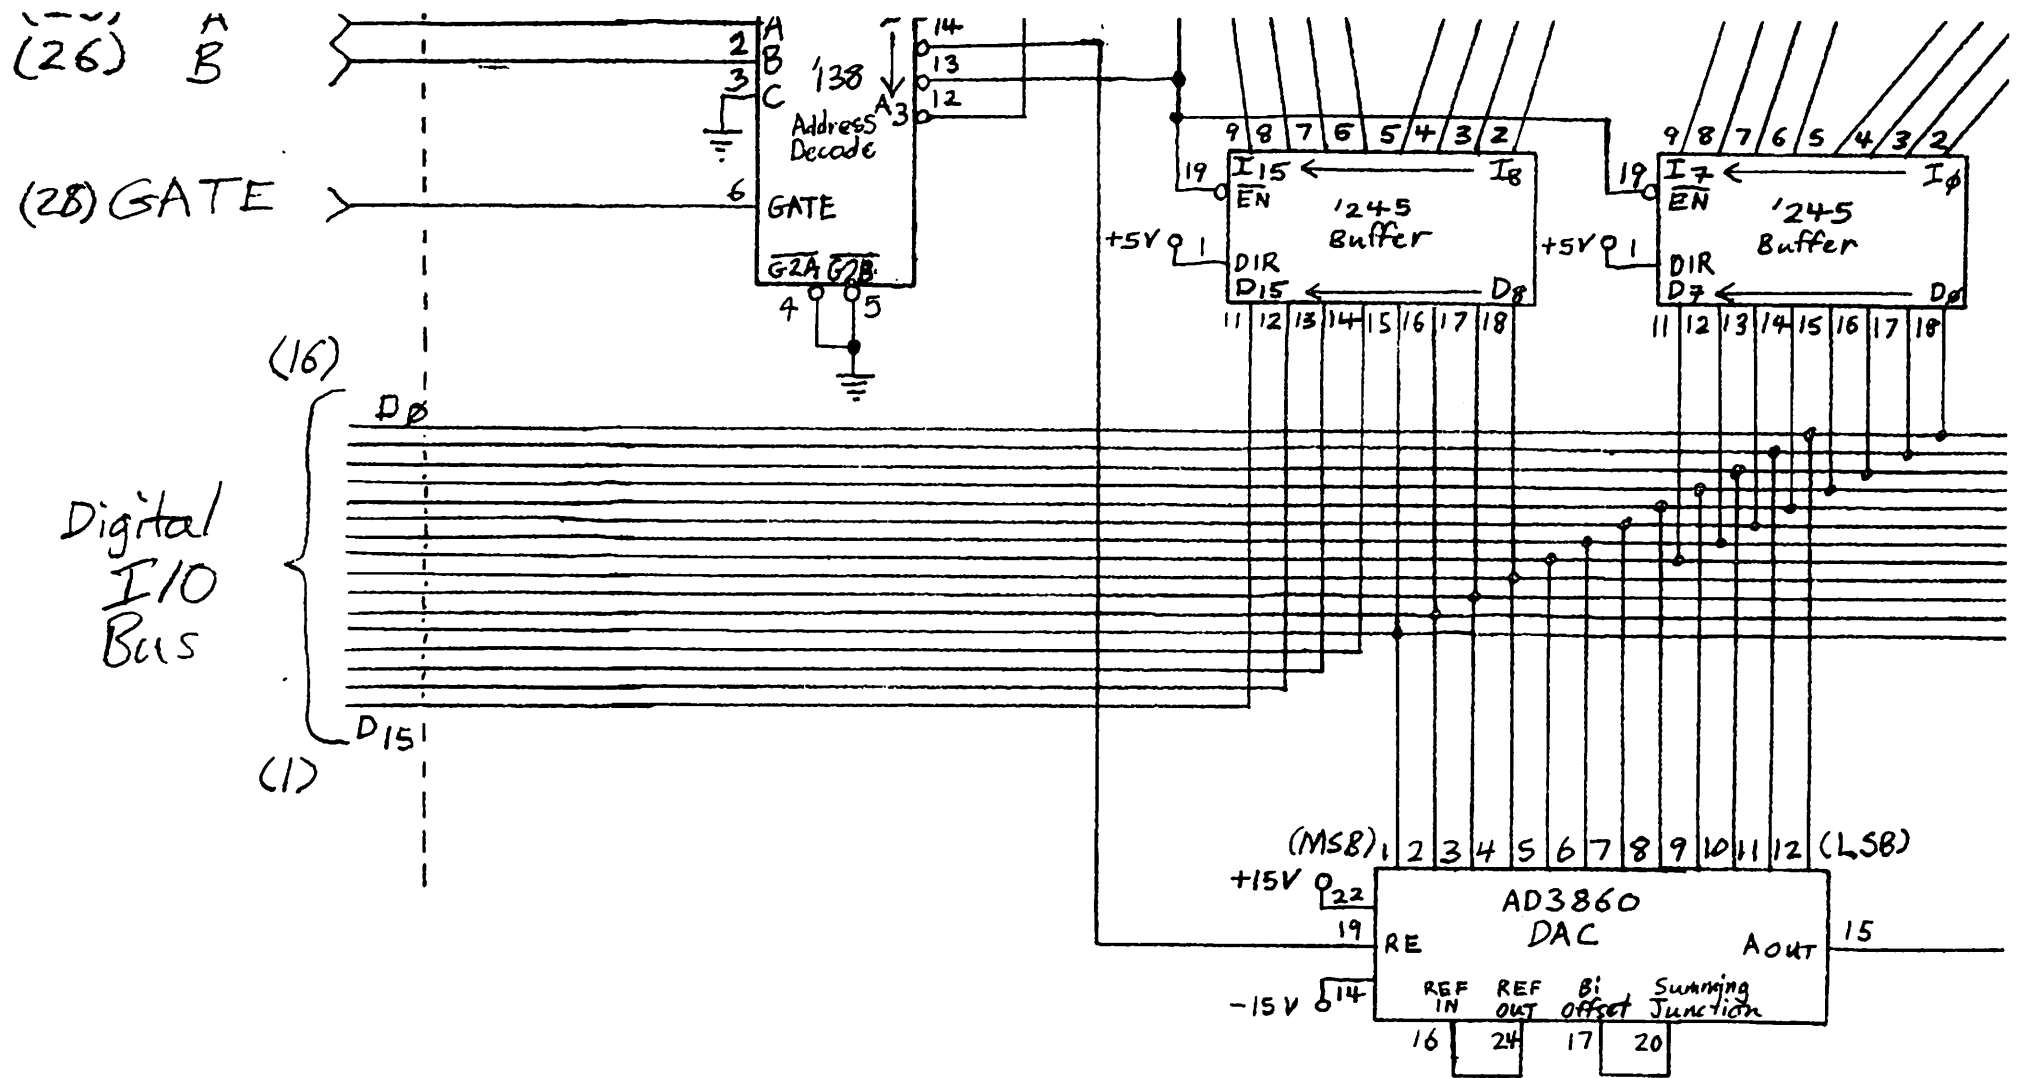 A
(26) B
2
3
A
B
C
'138
Address
Decode
A3
14
13
12
(28) GATE
6
GATE
G2A G2B
4 5
9 8 7 6 5 4 3 2
19
I15 I8
EN
'245
Buffer
+5V 1
DIR
D15 D8
11 12 13 14 15 16 17 18
9 8 7 6 5 4 3 2
19
I7 Iø
EN
'245
Buffer
+5V 1
DIR
D7 Dø
11 12 13 14 15 16 17 18
(16)
Dø
Digital
I/O
Bus
D15
(1)
(MSB) 1 2 3 4 5 6 7 8 9 10 11 12 (LSB)
+15V 22
19
RE
AD3860
DAC
AOUT
15
-15V 14
REF
IN
REF
OUT
Bi
Offset
Summing
Junction
16 24 17 20